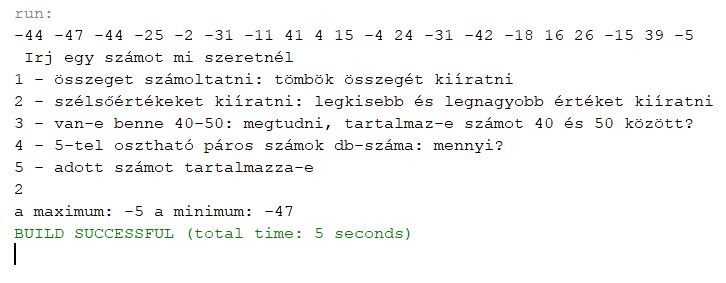 run:
-44 -47 -44 -25 -2 -31 -11 41 4 15 -4 24 -31 -42 -18 16 26 -15 39 -5
Irj egy számot mi szeretnél
1 - összeget számoltatni: tömbök összegét kiíratni
2 - szélsőértékeket kiíratni: legkisebb és legnagyobb értéket kiíratni
3 - van-e benne 40-50: megtudni, tartalmaz-e számot 40 és 50 között?
4 - 5-tel osztható páros számok db-száma: mennyi?
5 - adott számot tartalmazza-e
2
a maximum: -5 a minimum: -47
BUILD SUCCESSFUL (total time: 5 seconds)